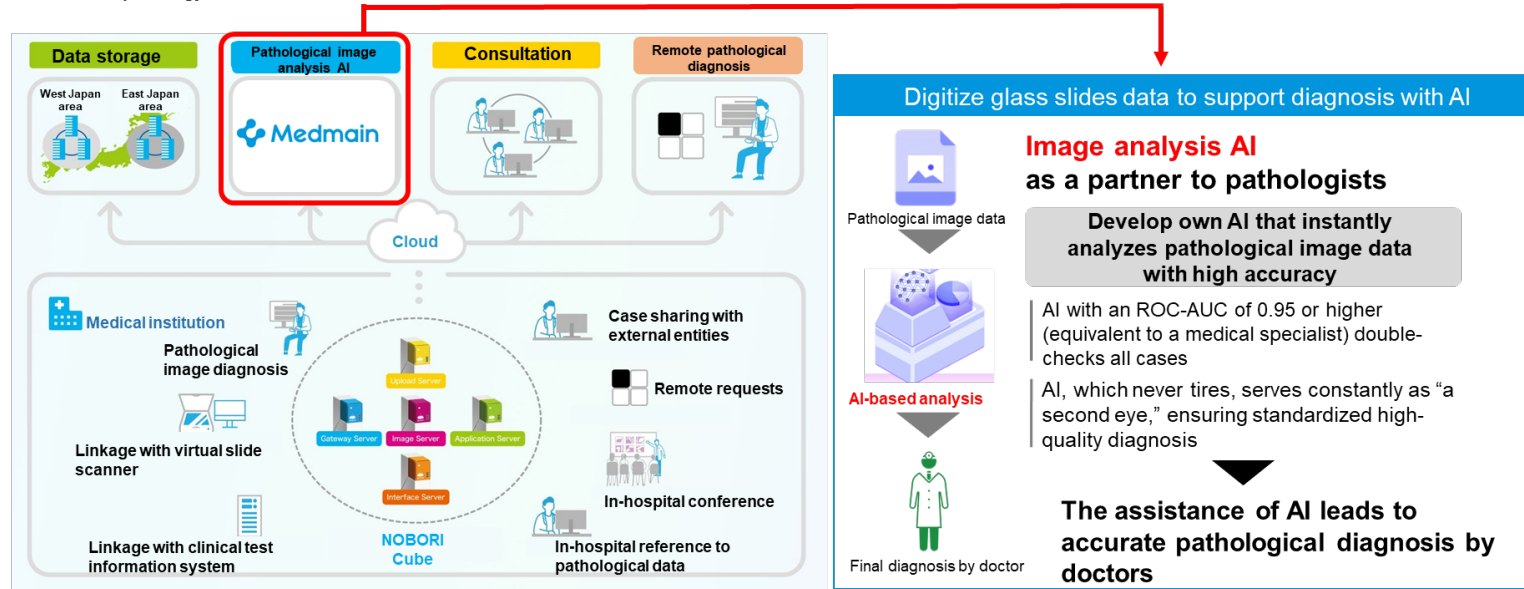 Data storage
Pathological image
analysis AI
Consultation
Remote pathological
diagnosis
West Japan
area
East Japan
area
Medmain
Cloud
Medical institution
Pathological
image diagnosis
Linkage with virtual slide
scanner
Linkage with clinical test
information system
Upload Server
Gateway Server
Image Server
Application Server
Interface Server
NOBORI
Cube
Case sharing with
external entities
Remote requests
In-hospital conference
In-hospital reference to
pathological data
Digitize glass slides data to support diagnosis with AI
Pathological image data
AI-based analysis
Final diagnosis by doctor
Image analysis AI
as a partner to pathologists
Develop own AI that instantly
analyzes pathological image data
with high accuracy
AI with an ROC-AUC of 0.95 or higher
(equivalent to a medical specialist) double-
checks all cases
AI, which never tires, serves constantly as “a
second eye,” ensuring standardized high-
quality diagnosis
The assistance of AI leads to
accurate pathological diagnosis by
doctors